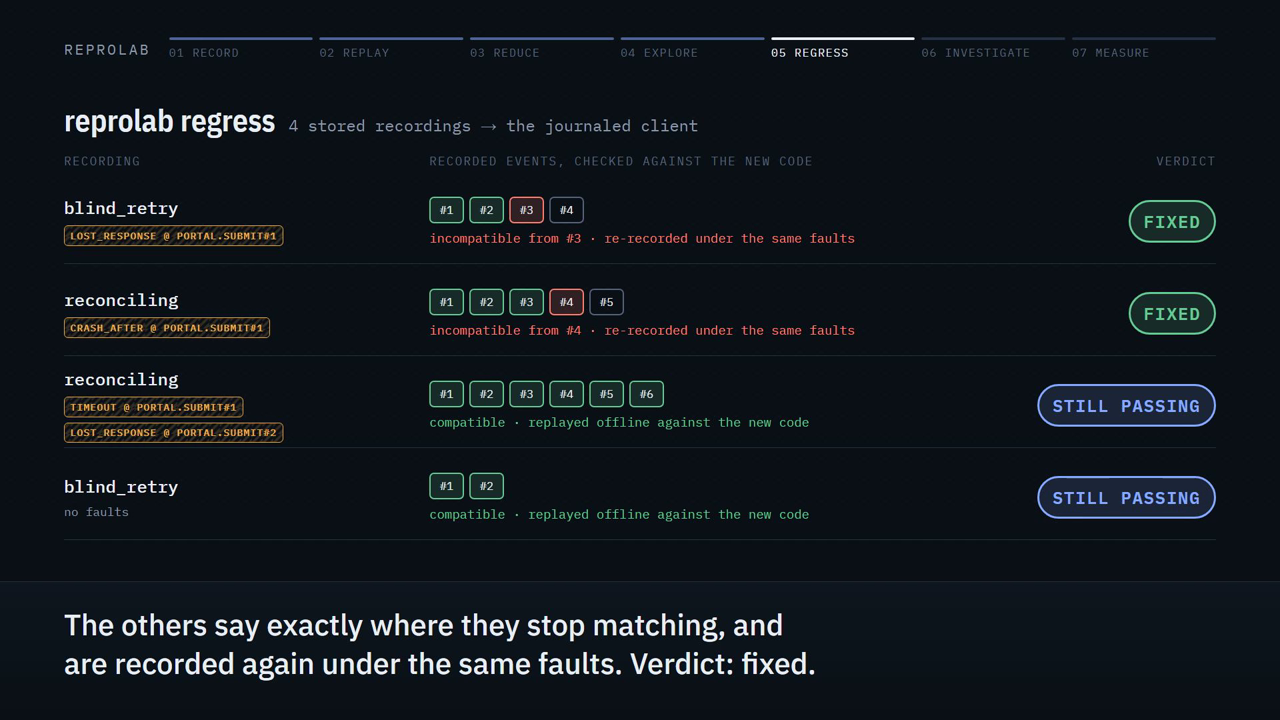 REPROLAB
01 RECORD
02 REPLAY
03 REDUCE
04 EXPLORE
05 REGRESS
06 INVESTIGATE
07 MEASURE
reprolab regress 4 stored recordings → the journaled client
RECORDING RECORDED EVENTS, CHECKED AGAINST THE NEW CODE VERDICT
blind_retry
LOST_RESPONSE @ PORTAL.SUBMIT#1
#1 #2 #3 #4
incompatible from #3 · re-recorded under the same faults
FIXED
reconciling
CRASH_AFTER @ PORTAL.SUBMIT#1
#1 #2 #3 #4 #5
incompatible from #4 · re-recorded under the same faults
FIXED
reconciling
TIMEOUT @ PORTAL.SUBMIT#1
LOST_RESPONSE @ PORTAL.SUBMIT#2
#1 #2 #3 #4 #5 #6
compatible · replayed offline against the new code
STILL PASSING
blind_retry
no faults
#1 #2
compatible · replayed offline against the new code
STILL PASSING
The others say exactly where they stop matching, and
are recorded again under the same faults. Verdict: fixed.